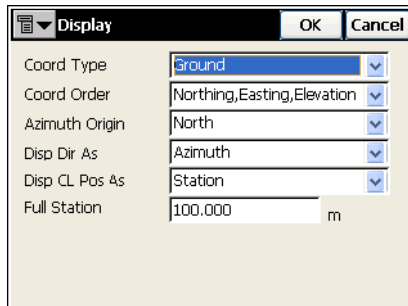 Display OK Cancel
Coord Type Ground
Coord Order Northing,Easting,Elevation
Azimuth Origin North
Disp Dir As Azimuth
Disp CL Pos As Station
Full Station 100.000 m